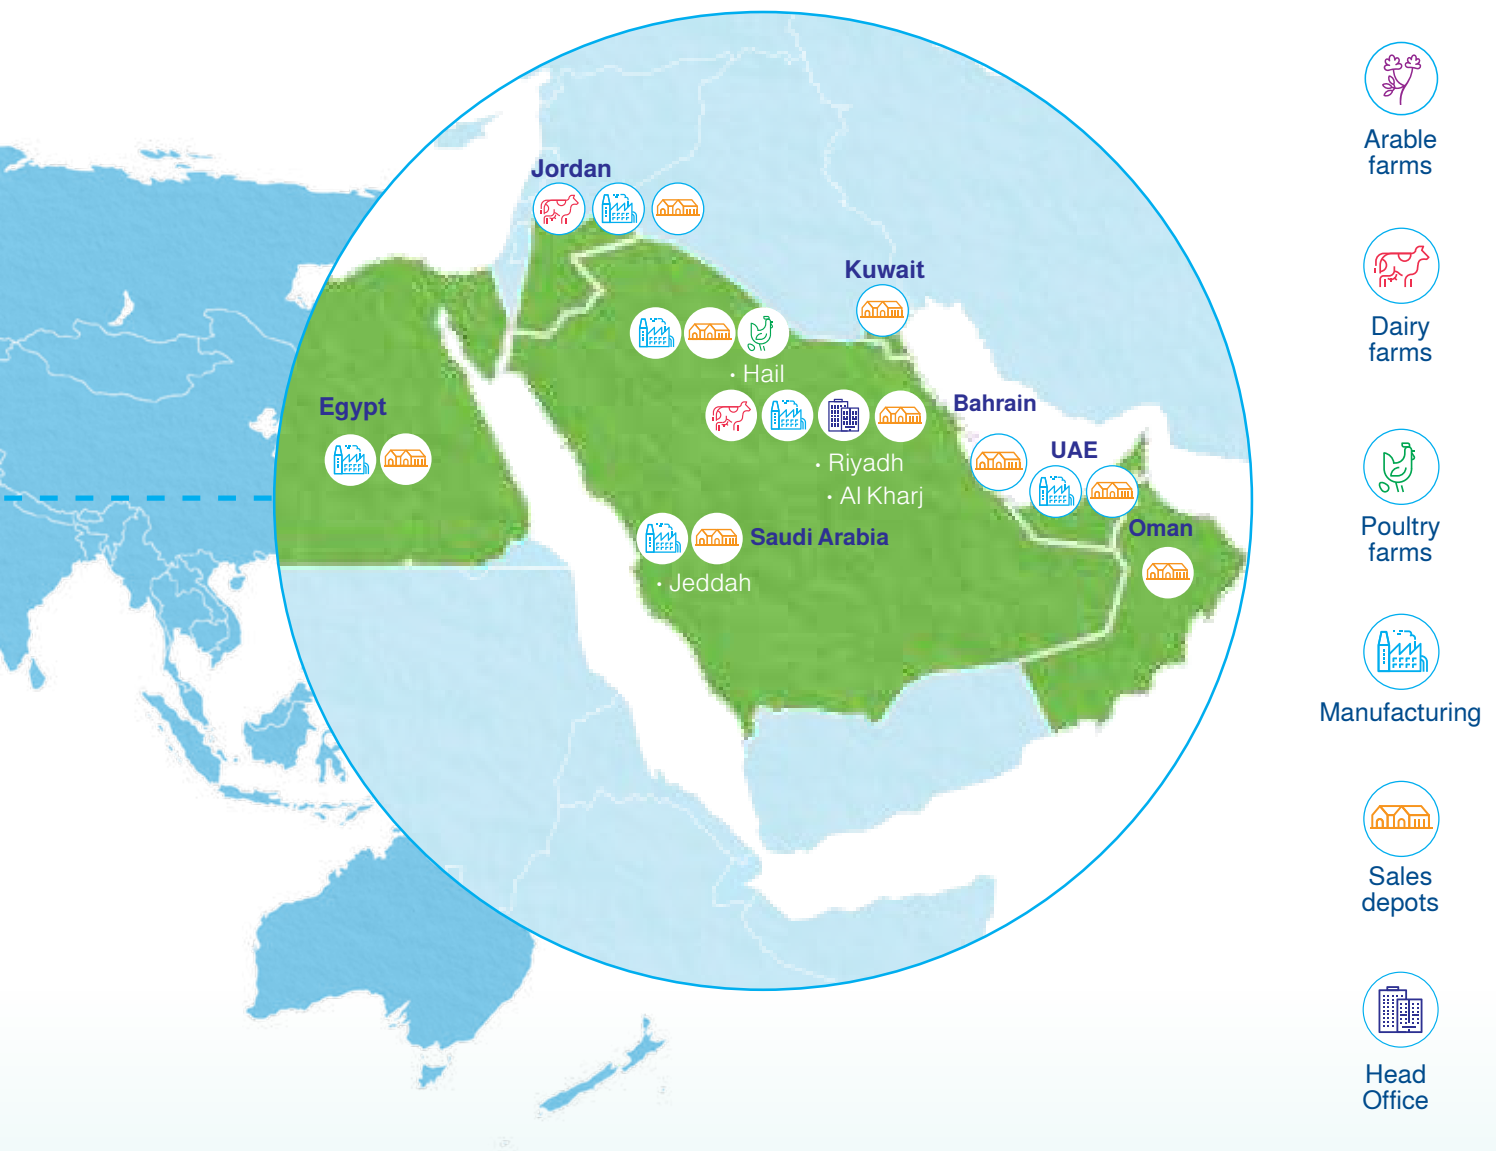 Jordan
Kuwait
· Hail
Egypt
Bahrain
UAE
· Riyadh
· Al Kharj
Oman
Saudi Arabia
· Jeddah
Arable
farms
Dairy
farms
Poultry
farms
Manufacturing
Sales
depots
Head
Office